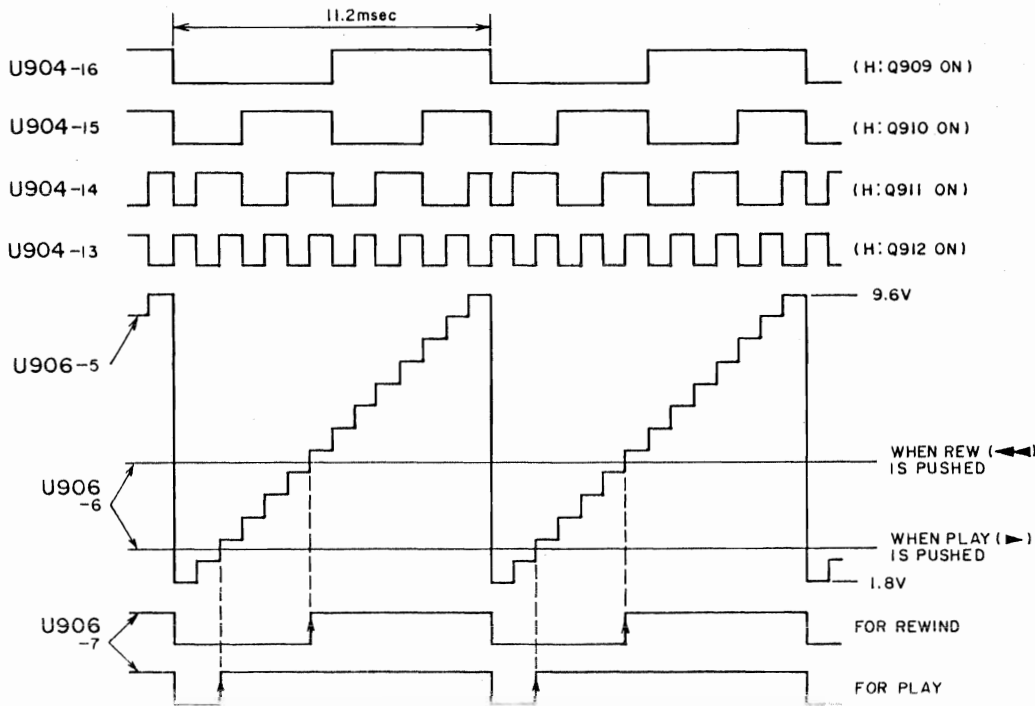 11.2msec
U904-16
(H:Q909 ON)
U904-15
(H:Q910 ON)
U904-14
(H:Q911 ON)
U904-13
(H:Q912 ON)
9.6V
U906-5
WHEN REW (◀◀)
IS PUSHED
U906
-6
WHEN PLAY (►)
IS PUSHED
1.8V
U906
-7
FOR REWIND
FOR PLAY